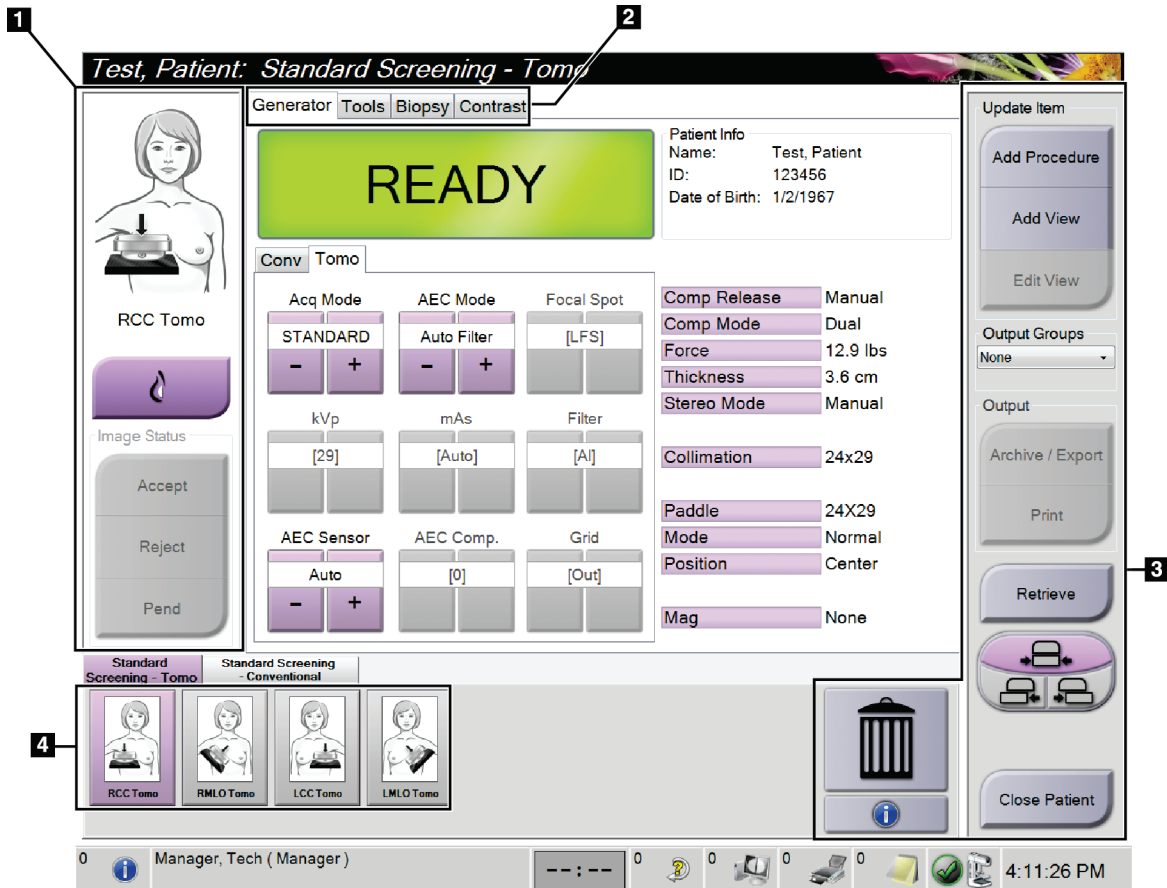 1
2
Test, Patient: Standard Screening - Tomo
Generator Tools Biopsy Contrast
READY
Patient Info
Name: Test, Patient
ID: 123456
Date of Birth: 1/2/1967
RCC Tomo
Image Status
Accept
Reject
Pend
Conv Tomo
Acq Mode AEC Mode Focal Spot
STANDARD Auto Filter [LFS]
- + - +
kVp mAs Filter
[29] [Auto] [Al]
AEC Sensor AEC Comp. Grid
Auto [0] [Out]
- +
Comp Release Manual
Comp Mode Dual
Force 12.9 lbs
Thickness 3.6 cm
Stereo Mode Manual
Collimation 24x29
Paddle 24X29
Mode Normal
Position Center
Mag None
Update Item
Add Procedure
Add View
Edit View
Output Groups
None
Output
Archive / Export
Print
3
Retrieve
Close Patient
Standard
Screening - Tomo
Standard Screening
- Conventional
4
RCC Tomo RMLO Tomo LCC Tomo LMLO Tomo
0 Manager, Tech ( Manager ) --:-- 0 0 0 0 4:11:26 PM